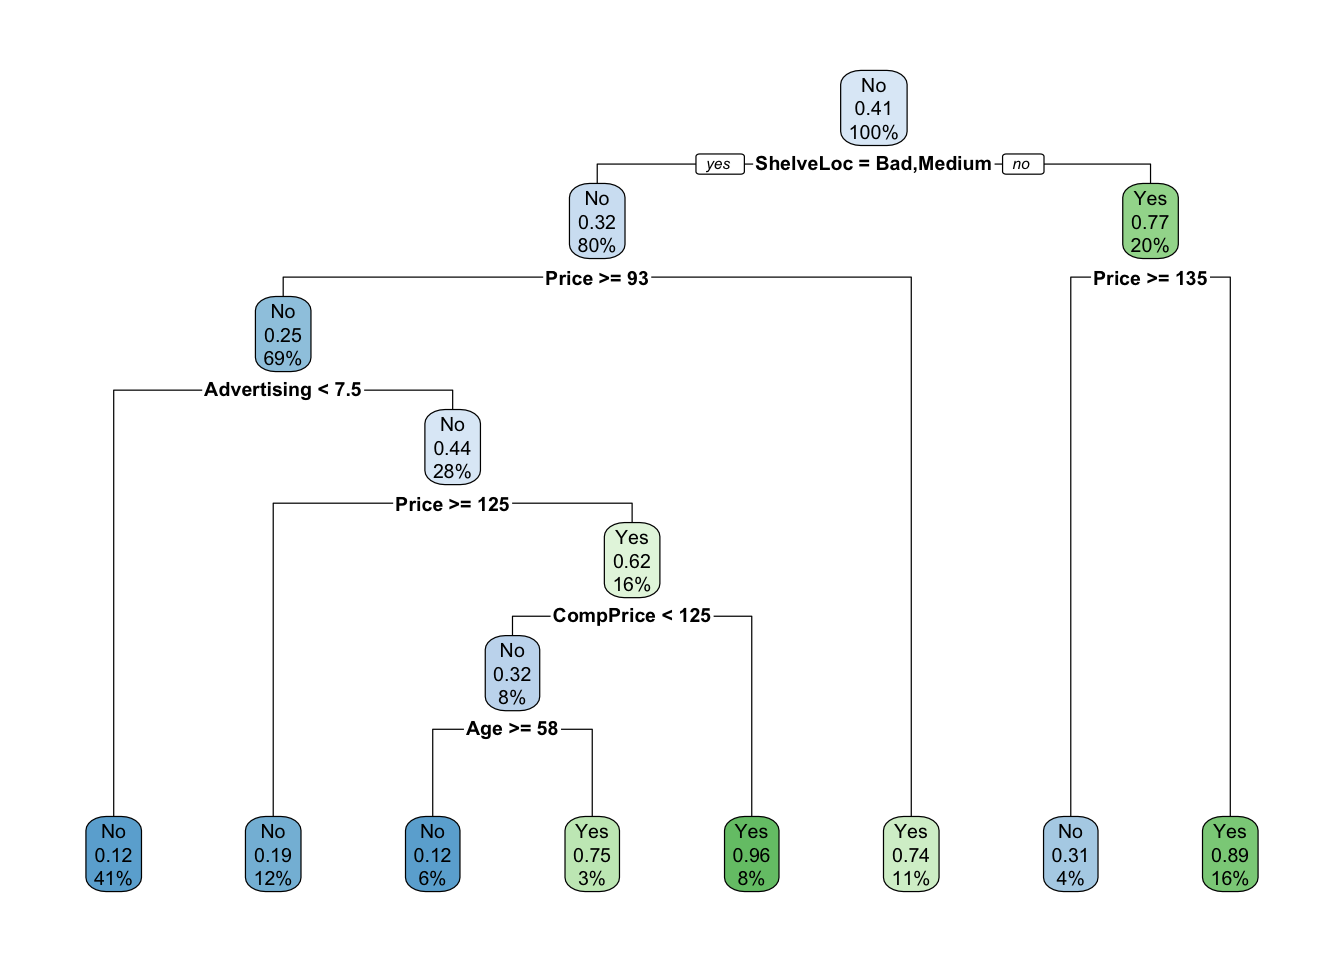 No
0.41
100%
yes
ShelveLoc = Bad,Medium
no
No
0.32
80%
Yes
0.77
20%
Price >= 93
Price >= 135
No
0.25
69%
Advertising < 7.5
No
0.44
28%
Price >= 125
Yes
0.62
16%
CompPrice < 125
No
0.32
8%
Age >= 58
No
0.12
41%
No
0.19
12%
No
0.12
6%
Yes
0.75
3%
Yes
0.96
8%
Yes
0.74
11%
No
0.31
4%
Yes
0.89
16%